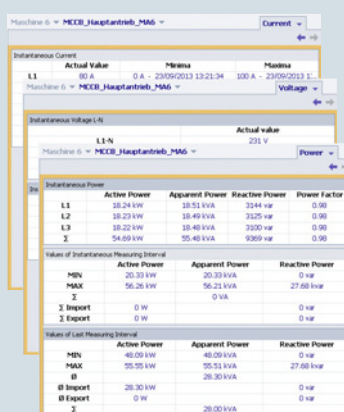 Maschine 6 MCCB_Hauptantrieb_MA6 Current
Instantaneous Current
Actual Value Minima Maxima
L1 80 A 0 A - 23/09/2013 13:21:34 100 A - 23/09/2013 1
Maschine 6 MCCB_Hauptantrieb_MA6 Voltage
Instantaneous Voltage L-N
Actual value
L1-N 231 V
Maschine 6 MCCB_Hauptantrieb_MA6 Power
Ins
Instantaneous Power
Active Power Apparent Power Reactive Power Power Factor
L1 18.24 kW 18.51 kVA 3144 var 0.98
L2 18.23 kW 18.49 kVA 3125 var 0.98
L3 18.22 kW 18.48 kVA 3100 var 0.98
Σ 54.69 kW 55.48 kVA 9369 var 0.98
Values of Instantaneous Measuring Interval
Active Power Apparent Power Reactive Power
MIN 20.33 kW 20.33 kVA 0 var
MAX 56.26 kW 56.21 kVA 27.68 kvar
Σ 0 VA
Σ Import 0 W 0 var
Σ Export 0 W 0 var
Values of Last Measuring Interval
Active Power Apparent Power Reactive Power
MIN 48.09 kW 48.09 kVA 0 var
MAX 55.55 kW 55.51 kVA 27.68 kvar
Ø 28.30 kVA
Ø Import 28.30 kW 0 var
Ø Export 0 W 0 var
Σ 28.00 kVA